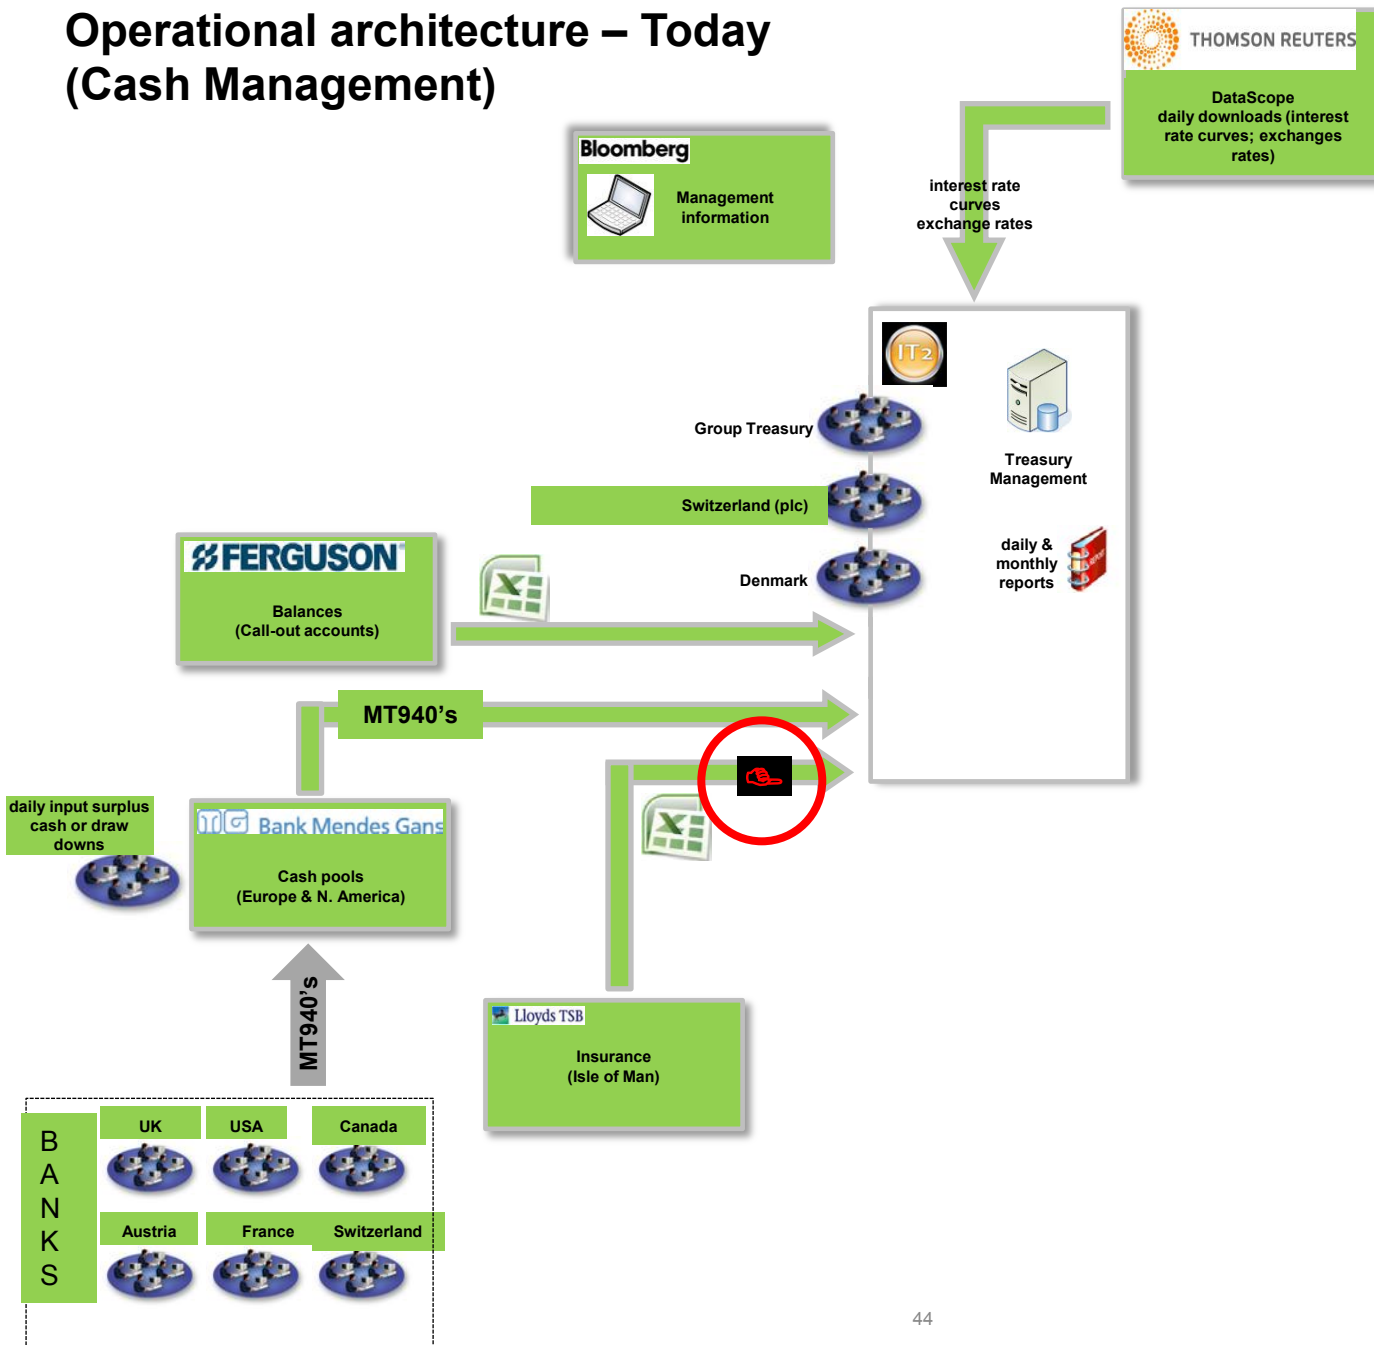 Operational architecture – Today
(Cash Management)
THOMSON REUTERS
DataScope
daily downloads (interest
rate curves; exchanges
rates)
Bloomberg
Management
information
interest rate
curves
exchange rates
IT2
Group Treasury
Treasury
Management
Switzerland (plc)
daily &
monthly
reports
REPORT
Denmark
FERGUSON
Balances
(Call-out accounts)
MT940’s
daily input surplus
cash or draw
downs
Bank Mendes Gans
Cash pools
(Europe & N. America)
MT940’s
Lloyds TSB
Insurance
(Isle of Man)
B
A
N
K
S
UK
USA
Canada
Austria
France
Switzerland
44